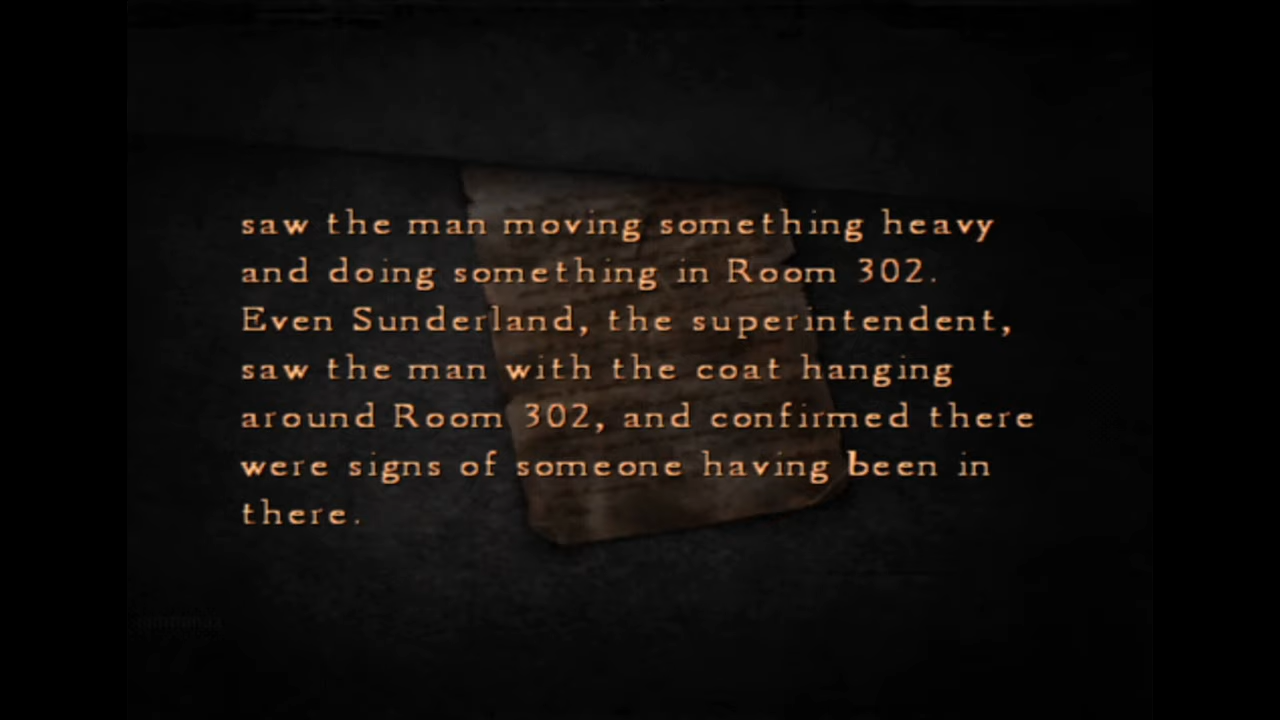 saw the man moving something heavy
and doing something in Room 302.
Even Sunderland, the superintendent,
saw the man with the coat hanging
around Room 302, and confirmed there
were signs of someone having been in
there.